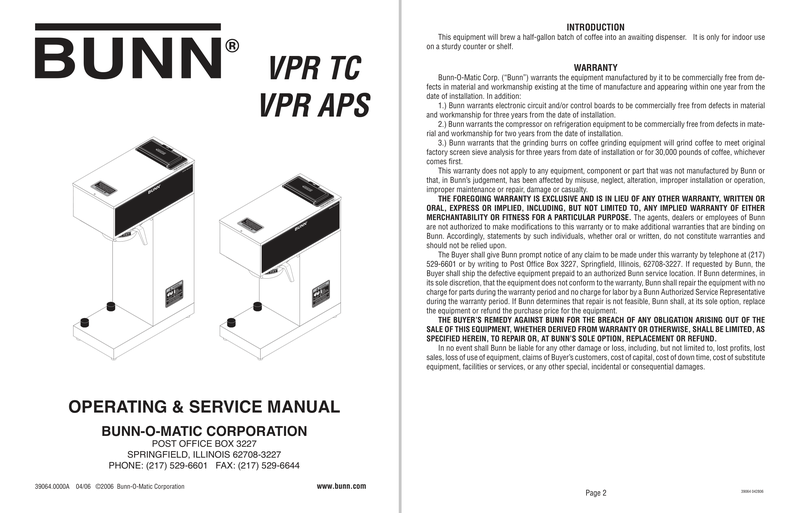 BUNN®
VPR TC
VPR APS
BUNN
BUNN
OPERATING & SERVICE MANUAL
BUNN-O-MATIC CORPORATION
POST OFFICE BOX 3227
SPRINGFIELD, ILLINOIS 62708-3227
PHONE: (217) 529-6601 FAX: (217) 529-6644
39064.0000A 04/06 ©2006 Bunn-O-Matic Corporation
www.bunn.com
INTRODUCTION
This equipment will brew a half-gallon batch of coffee into an awaiting dispenser. It is only for indoor use
on a sturdy counter or shelf.
WARRANTY
Bunn-O-Matic Corp. (“Bunn”) warrants the equipment manufactured by it to be commercially free from de-
fects in material and workmanship existing at the time of manufacture and appearing within one year from the
date of installation. In addition:
1.) Bunn warrants electronic circuit and/or control boards to be commercially free from defects in material
and workmanship for three years from the date of installation.
2.) Bunn warrants the compressor on refrigeration equipment to be commercially free from defects in mate-
rial and workmanship for two years from the date of installation.
3.) Bunn warrants that the grinding burrs on coffee grinding equipment will grind coffee to meet original
factory screen sieve analysis for three years from date of installation or for 30,000 pounds of coffee, whichever
comes first.
This warranty does not apply to any equipment, component or part that was not manufactured by Bunn or
that, in Bunn’s judgement, has been affected by misuse, neglect, alteration, improper installation or operation,
improper maintenance or repair, damage or casualty.
THE FOREGOING WARRANTY IS EXCLUSIVE AND IS IN LIEU OF ANY OTHER WARRANTY, WRITTEN OR
ORAL, EXPRESS OR IMPLIED, INCLUDING, BUT NOT LIMITED TO, ANY IMPLIED WARRANTY OF EITHER
MERCHANTABILITY OR FITNESS FOR A PARTICULAR PURPOSE. The agents, dealers or employees of Bunn
are not authorized to make modifications to this warranty or to make additional warranties that are binding on
Bunn. Accordingly, statements by such individuals, whether oral or written, do not constitute warranties and
should not be relied upon.
The Buyer shall give Bunn prompt notice of any claim to be made under this warranty by telephone at (217)
529-6601 or by writing to Post Office Box 3227, Springfield, Illinois, 62708-3227. If requested by Bunn, the
Buyer shall ship the defective equipment prepaid to an authorized Bunn service location. If Bunn determines, in
its sole discretion, that the equipment does not conform to the warranty, Bunn shall repair the equipment with no
charge for parts during the warranty period and no charge for labor by a Bunn Authorized Service Representative
during the warranty period. If Bunn determines that repair is not feasible, Bunn shall, at its sole option, replace
the equipment or refund the purchase price for the equipment.
THE BUYER’S REMEDY AGAINST BUNN FOR THE BREACH OF ANY OBLIGATION ARISING OUT OF THE
SALE OF THIS EQUIPMENT, WHETHER DERIVED FROM WARRANTY OR OTHERWISE, SHALL BE LIMITED, AS
SPECIFIED HEREIN, TO REPAIR OR, AT BUNN’S SOLE OPTION, REPLACEMENT OR REFUND.
In no event shall Bunn be liable for any other damage or loss, including, but not limited to, lost profits, lost
sales, loss of use of equipment, claims of Buyer’s customers, cost of capital, cost of down time, cost of substitute
equipment, facilities or services, or any other special, incidental or consequential damages.
Page 2